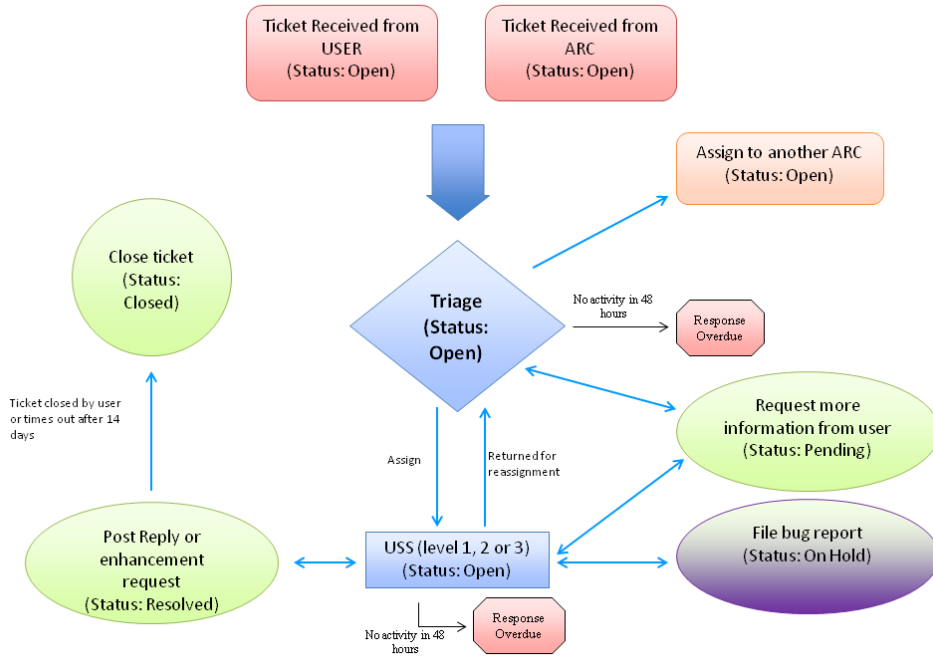 Ticket Received from
USER
(Status: Open)
Ticket Received from
ARC
(Status: Open)
Assign to another ARC
(Status: Open)
Close ticket
(Status:
Closed)
Triage
(Status:
Open)
No activity in 48
hours
Response
Overdue
Ticket closed by user
or times out after 14
days
Request more
information from user
(Status: Pending)
Assign
Returned for
reassignment
Post Reply or
enhancement
request
(Status: Resolved)
USS (level 1, 2 or 3)
(Status: Open)
File bug report
(Status: On Hold)
No activity in 48
hours
Response
Overdue